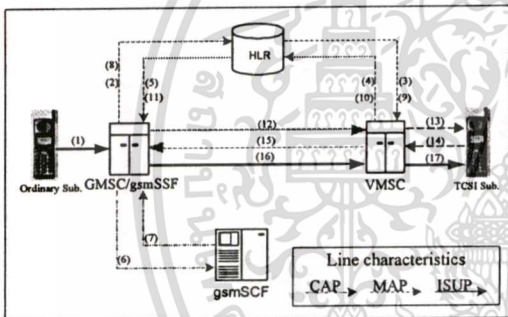 HLR
(8)
(2)
(5)
(11)
(4)
(10)
(3)
(9)
(1)
(12)
(13)
(15)
(14)
(16)
(17)
Ordinary Sub.
GMSC/gsmSSF
VMSC
TCSI Sub.
(7)
(6)
gsmSCF
Line characteristics
CAP
MAP
ISUP